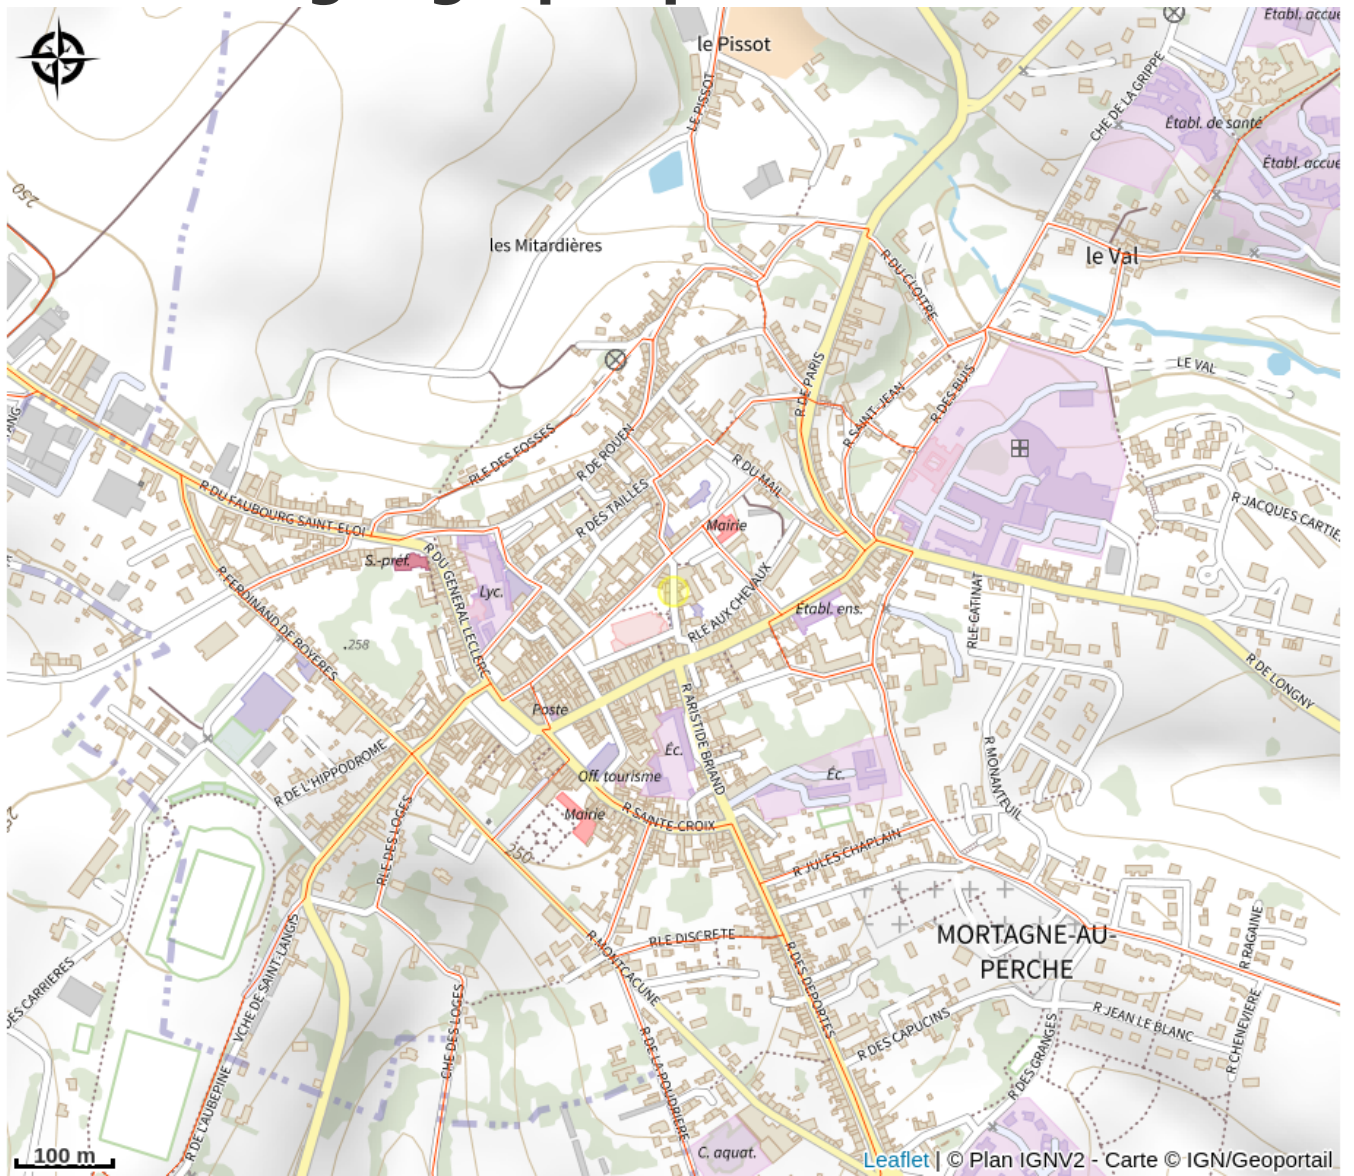 le Pissot
Établ. accue
LE PISSOT
CHE DE LA GRIPPE
Établ. de santé
Établ. accue
250
les Mitardières
le Val
R DU CLOITRE
LE VAL
R DE PARIS
R DES BUIS
R SAINT-JEAN
RLE DES FOSSES
R DE ROUEN
R DU MAIL
R DES TAILLES
R JACQUES CARTIE
R DU FAUBOURG SAINT-ELOI
Mairie
S.-préf.
R DU GENERAL LECLERC
Lyc.
RLE AUX CHEVAUX
Établ. ens.
RLE CATINAT
R FERDINAND DE BOYERES
258
R DE LONGNY
Poste
R ARISTIDE BRIAND
Éc.
R DE L'HIPPODROME
Off. tourisme
Éc.
R MONANTEUIL
Mairie
R SAINTE-CROIX
RLE DES LOGES
250
R JULES CHAPLAIN
MORTAGNE-AU-
PERCHE
RLE DISCRETE
R RAGAINE
R MONTCACUNE
R DES DEPORTES
VCHE DE SAINT-LANGIS
DES CARRIERES
CHE DES LOGES
R JEAN LE BLANC
R DES CAPUCINS
R CHENEVIERE
R DES GRANGES
R DE LA POUDRIERE
R DE L'AUBEPINE
C. aquat.
100 m
Leaflet | © Plan IGNV2 - Carte © IGN/Geoportail